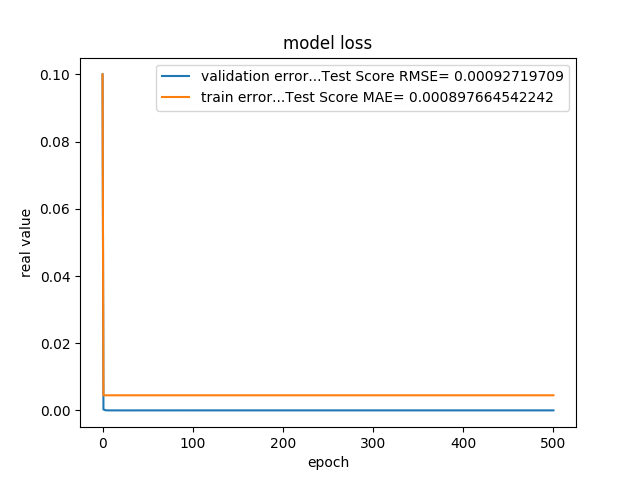 model loss
validation error...Test Score RMSE= 0.00092719709
train error...Test Score MAE= 0.000897664542242
real value
0.10
0.08
0.06
0.04
0.02
0.00
0 100 200 300 400 500
epoch